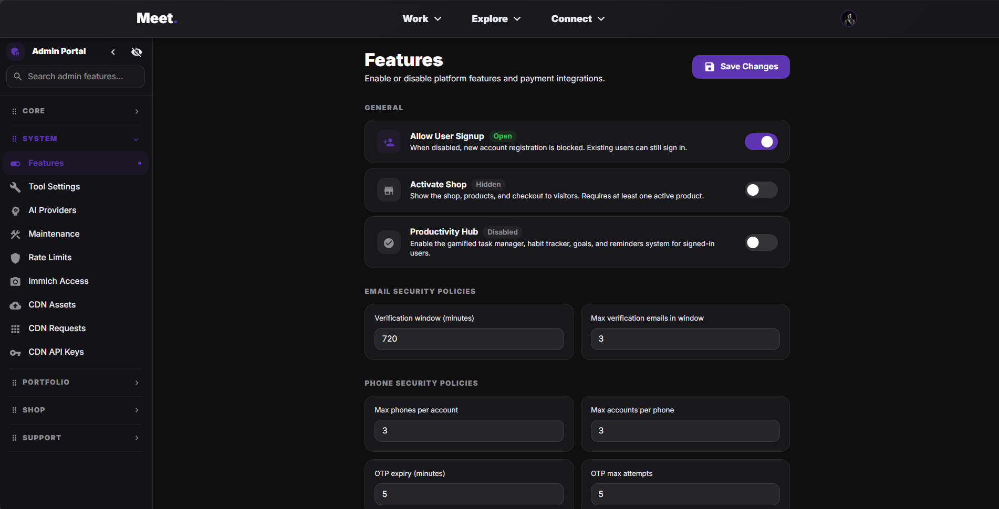 Meet.
Work
Explore
Connect
Admin Portal
Search admin features...
CORE
SYSTEM
Features
Tool Settings
AI Providers
Maintenance
Rate Limits
Immich Access
CDN Assets
CDN Requests
CDN API Keys
PORTFOLIO
SHOP
SUPPORT
Features
Enable or disable platform features and payment integrations.
Save Changes
GENERAL
Allow User Signup Open
When disabled, new account registration is blocked. Existing users can still sign in.
Activate Shop Hidden
Show the shop, products, and checkout to visitors. Requires at least one active product.
Productivity Hub Disabled
Enable the gamified task manager, habit tracker, goals, and reminders system for signed-in
users.
EMAIL SECURITY POLICIES
Verification window (minutes)
720
Max verification emails in window
3
PHONE SECURITY POLICIES
Max phones per account
3
Max accounts per phone
3
OTP expiry (minutes)
5
OTP max attempts
5